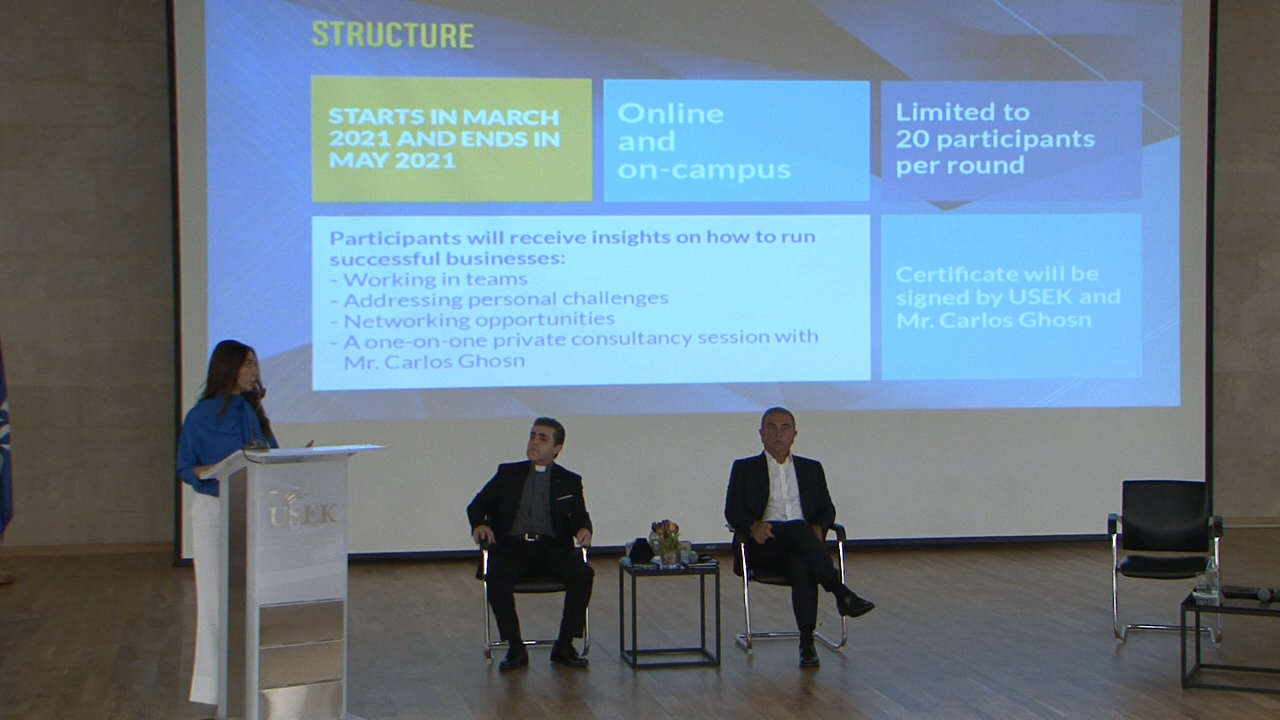 STRUCTURE
STARTS IN MARCH
2021 AND ENDS IN
MAY 2021
Online
and
on-campus
Limited to
20 participants
per round
Participants will receive insights on how to run
successful businesses:
- Working in teams
- Addressing personal challenges
- Networking opportunities
- A one-on-one private consultancy session with
Mr. Carlos Ghosn
Certificate will be
signed by USEK and
Mr. Carlos Ghosn
USEK